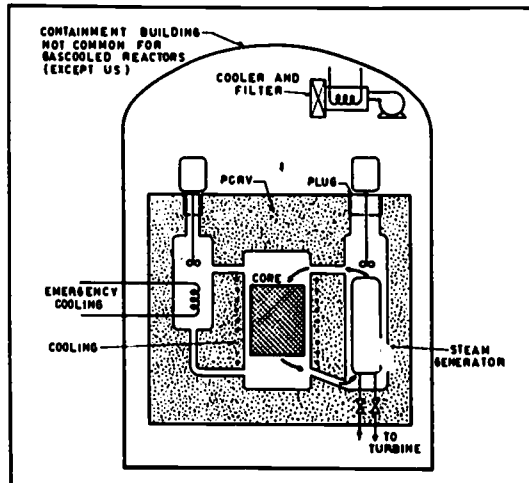 CONTAINMENT BUILDING
NOT COMMON FOR
GASCOOLED REACTORS
(EXCEPT US)
COOLER AND
FILTER
PCRV
PLUG
CORE
EMERGENCY
COOLING
COOLING
STEAM
GENERATOR
TO
TURBINE